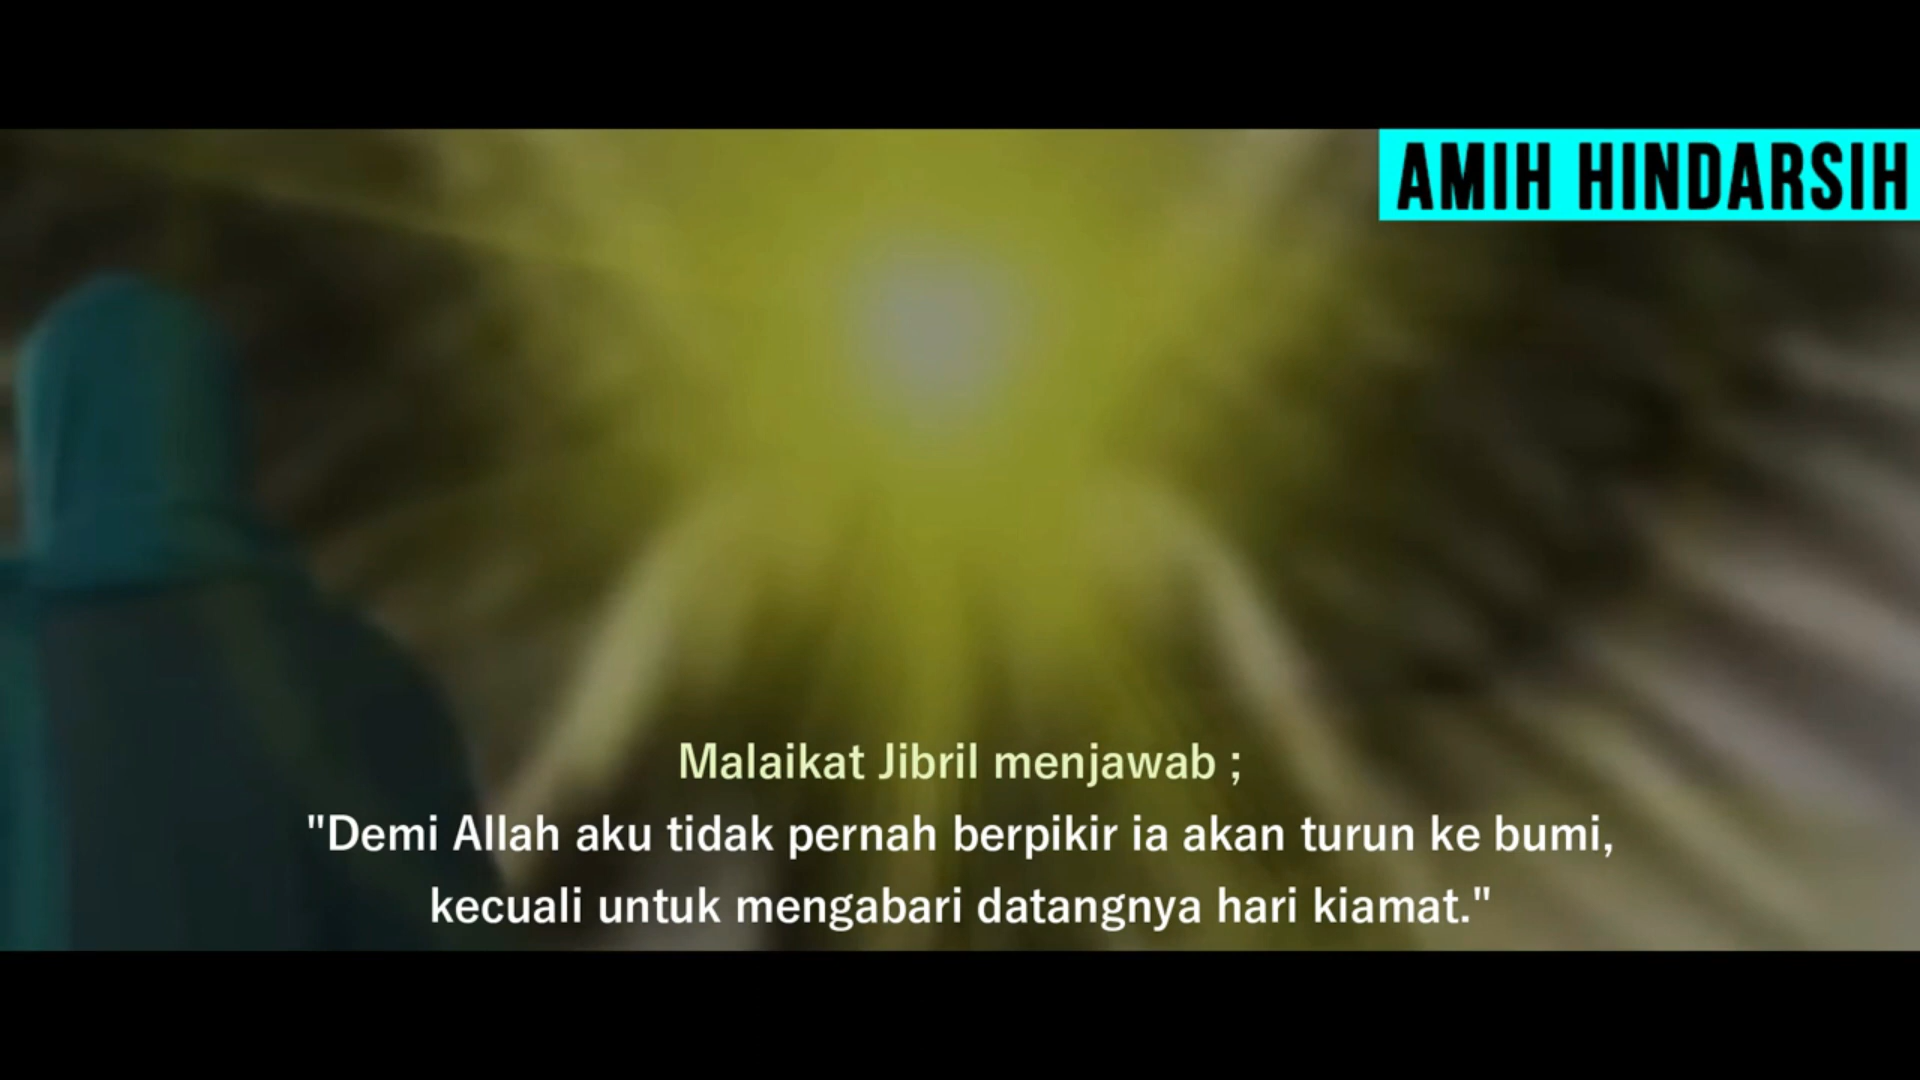 AMIH HINDARSIH
Malaikat Jibril menjawab ;
"Demi Allah aku tidak pernah berpikir ia akan turun ke bumi,
kecuali untuk mengabari datangnya hari kiamat."